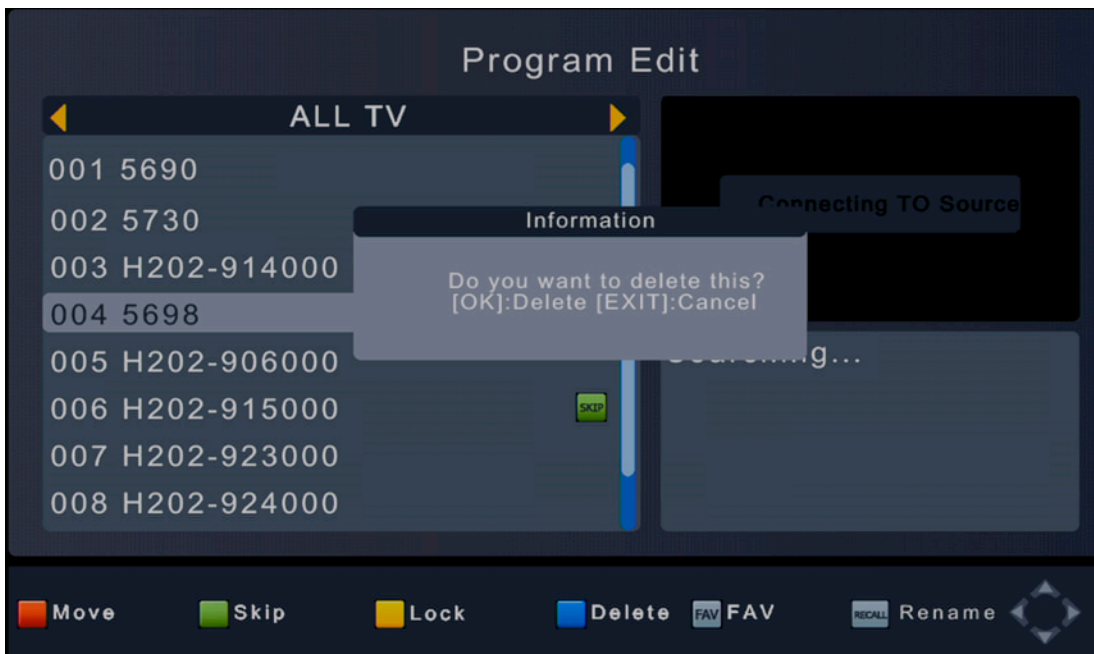 Program Edit
ALL TV
001 5690
002 5730
003 H202-914000
004 5698
005 H202-906000
006 H202-915000
SKIP
007 H202-923000
008 H202-924000
Connecting TO Source
Information
Do you want to delete this?
[OK]:Delete [EXIT]:Cancel
Searching...
Move
Skip
Lock
Delete
FAV FAV
RECALL Rename